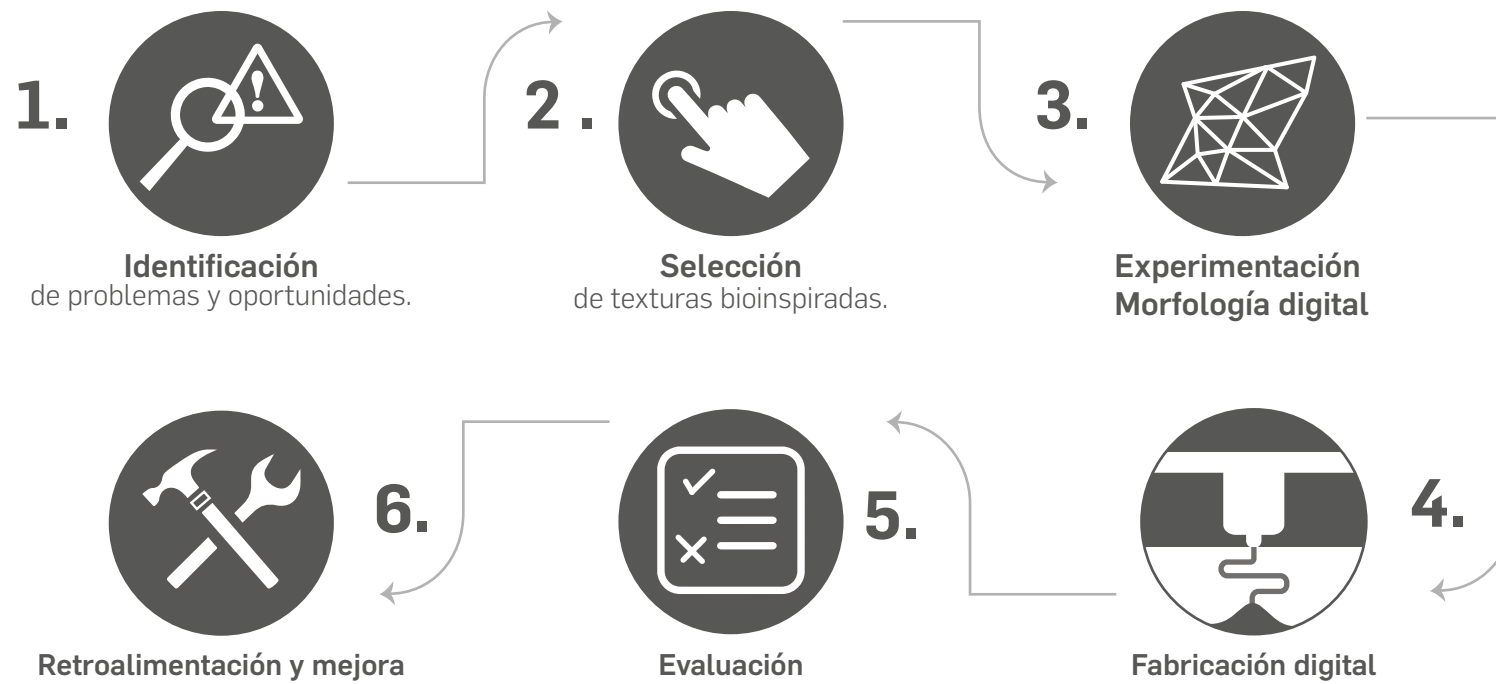 1.
Identificación
de problemas y oportunidades.
2 .
Selección
de texturas bioinspiradas.
3.
Experimentación
Morfología digital
4.
Fabricación digital
5.
Evaluación
6.
Retroalimentación y mejora